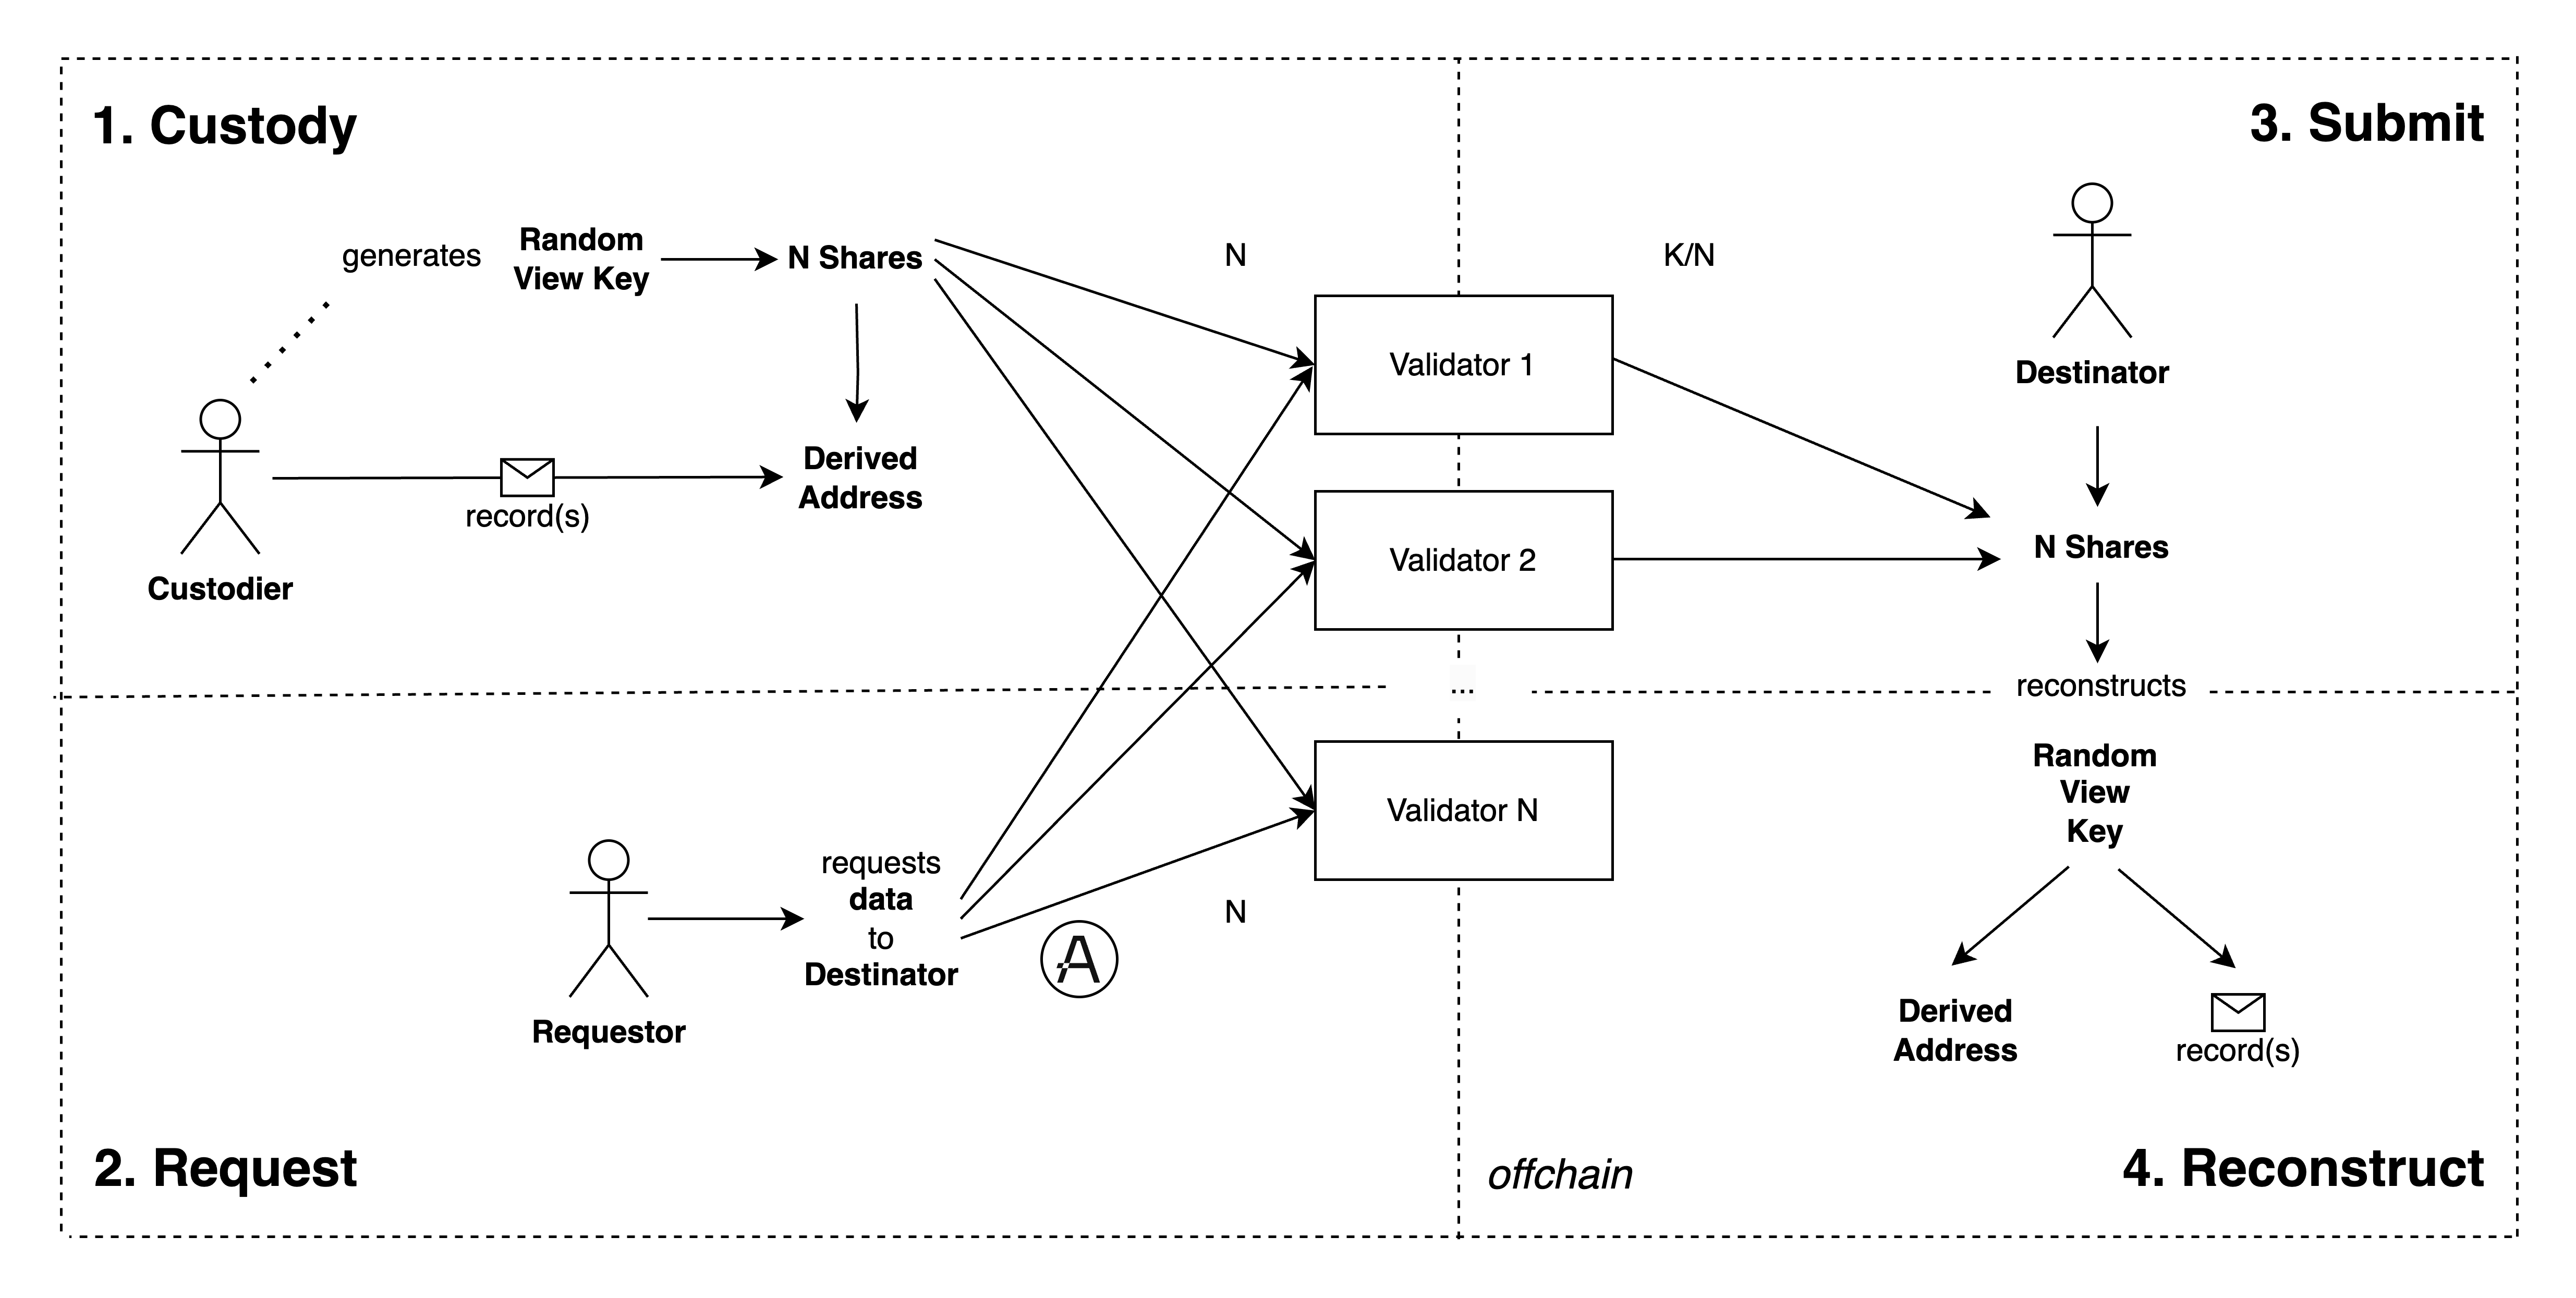 1. Custody
generates
Random
View Key
N Shares
N
Derived
Address
record(s)
Custodier
2. Request
requests
data
to
Destinator
Requestor
N
A
Validator 1
Validator 2
...
Validator N
3. Submit
K/N
Destinator
N Shares
reconstructs
Random
View
Key
Derived
Address
record(s)
offchain
4. Reconstruct